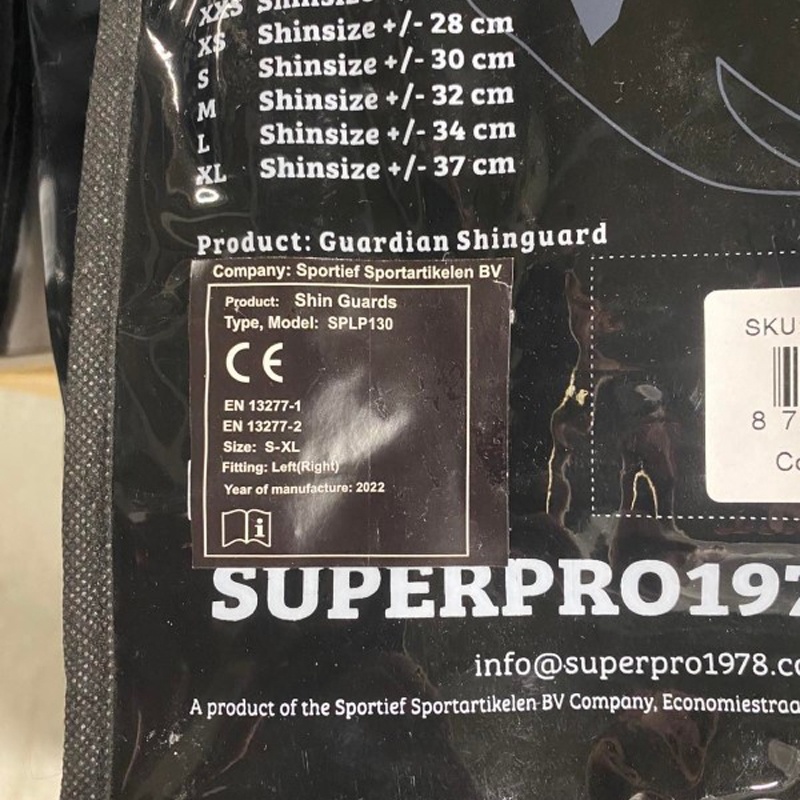 XXS
XS Shinsize +/- 28 cm
S Shinsize +/- 30 cm
M Shinsize +/- 32 cm
L Shinsize +/- 34 cm
XL Shinsize +/- 37 cm
Product: Guardian Shinguard
Company: Sportief Sportartikelen BV
Product: Shin Guards
Type, Model: SPLP130
CE
EN 13277-1
EN 13277-2
Size: S-XL
Fitting: Left(Right)
Year of manufacture: 2022
i
SKU
8 7
SUPERPRO197
info@superpro1978.co
A product of the Sportief Sportartikelen BV Company, Economiestraa